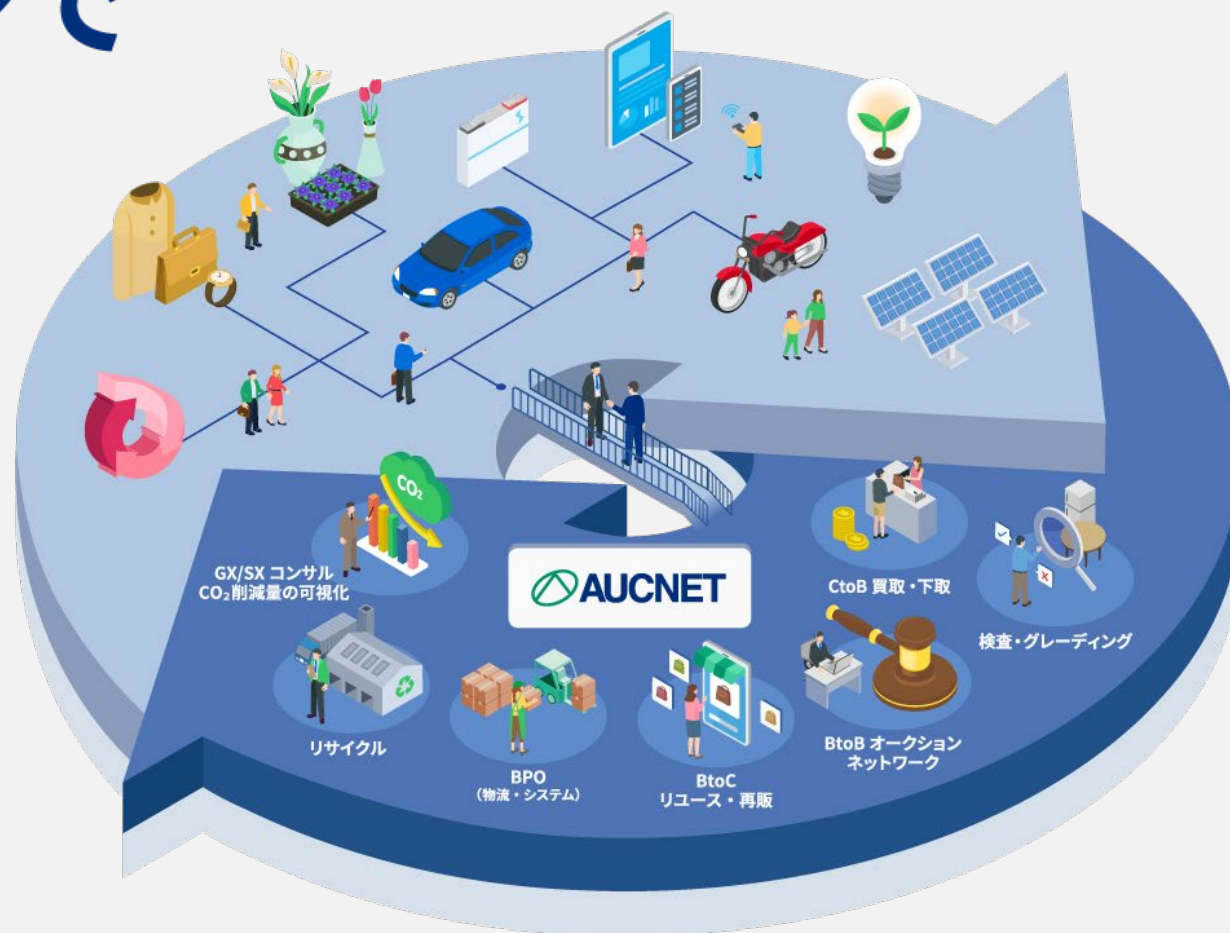 CO₂
GX/SX コンサル
CO₂削減量の可視化
AUCNET
CtoB 買取・下取
検査・グレーディング
リサイクル
BPO
（物流・システム）
BtoC
リユース・再販
BtoB オークション
ネットワーク